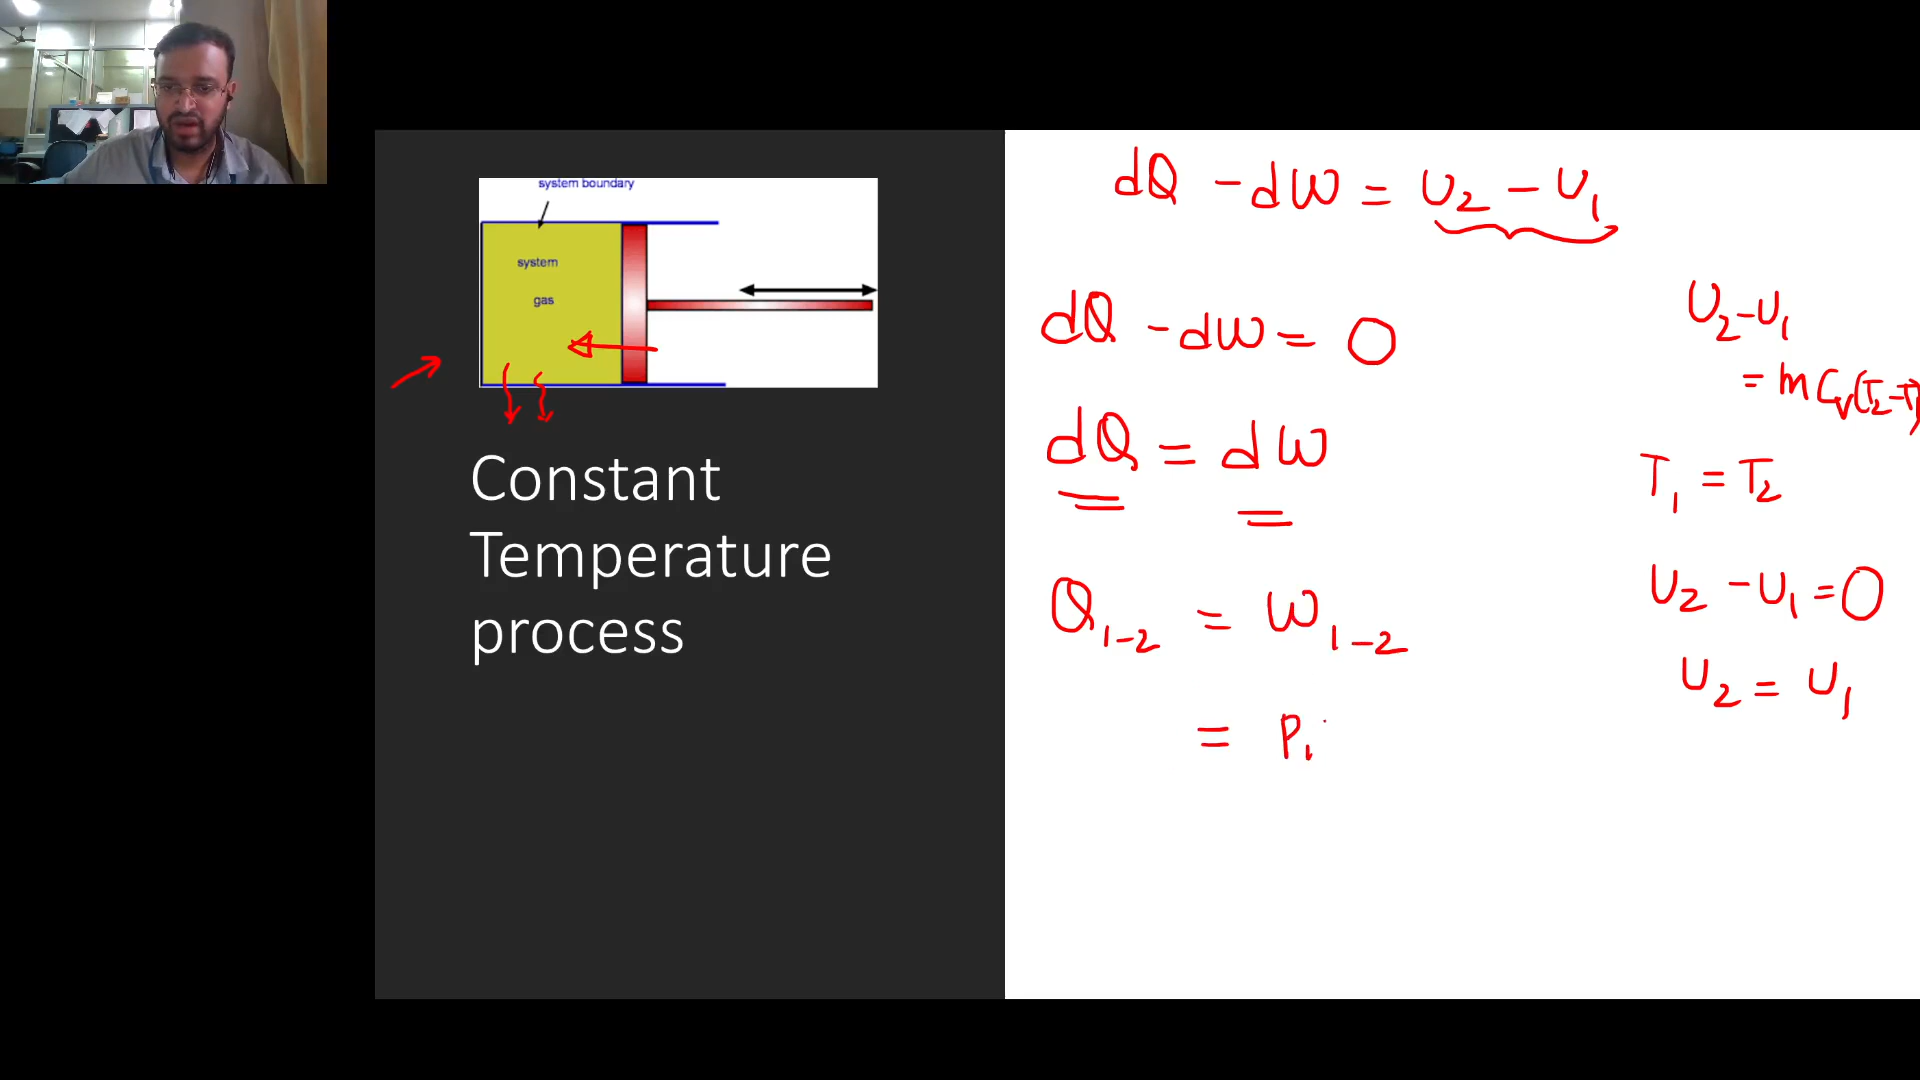 system boundary
system
gas
Constant
Temperature
process
dQ - dW = U2 - U1
dQ - dW = 0
dQ = dW
Q1-2 = W1-2
= P1
U2 - U1
= m Cv(T2-T1)
T1 = T2
U2 - U1 = 0
U2 = U1